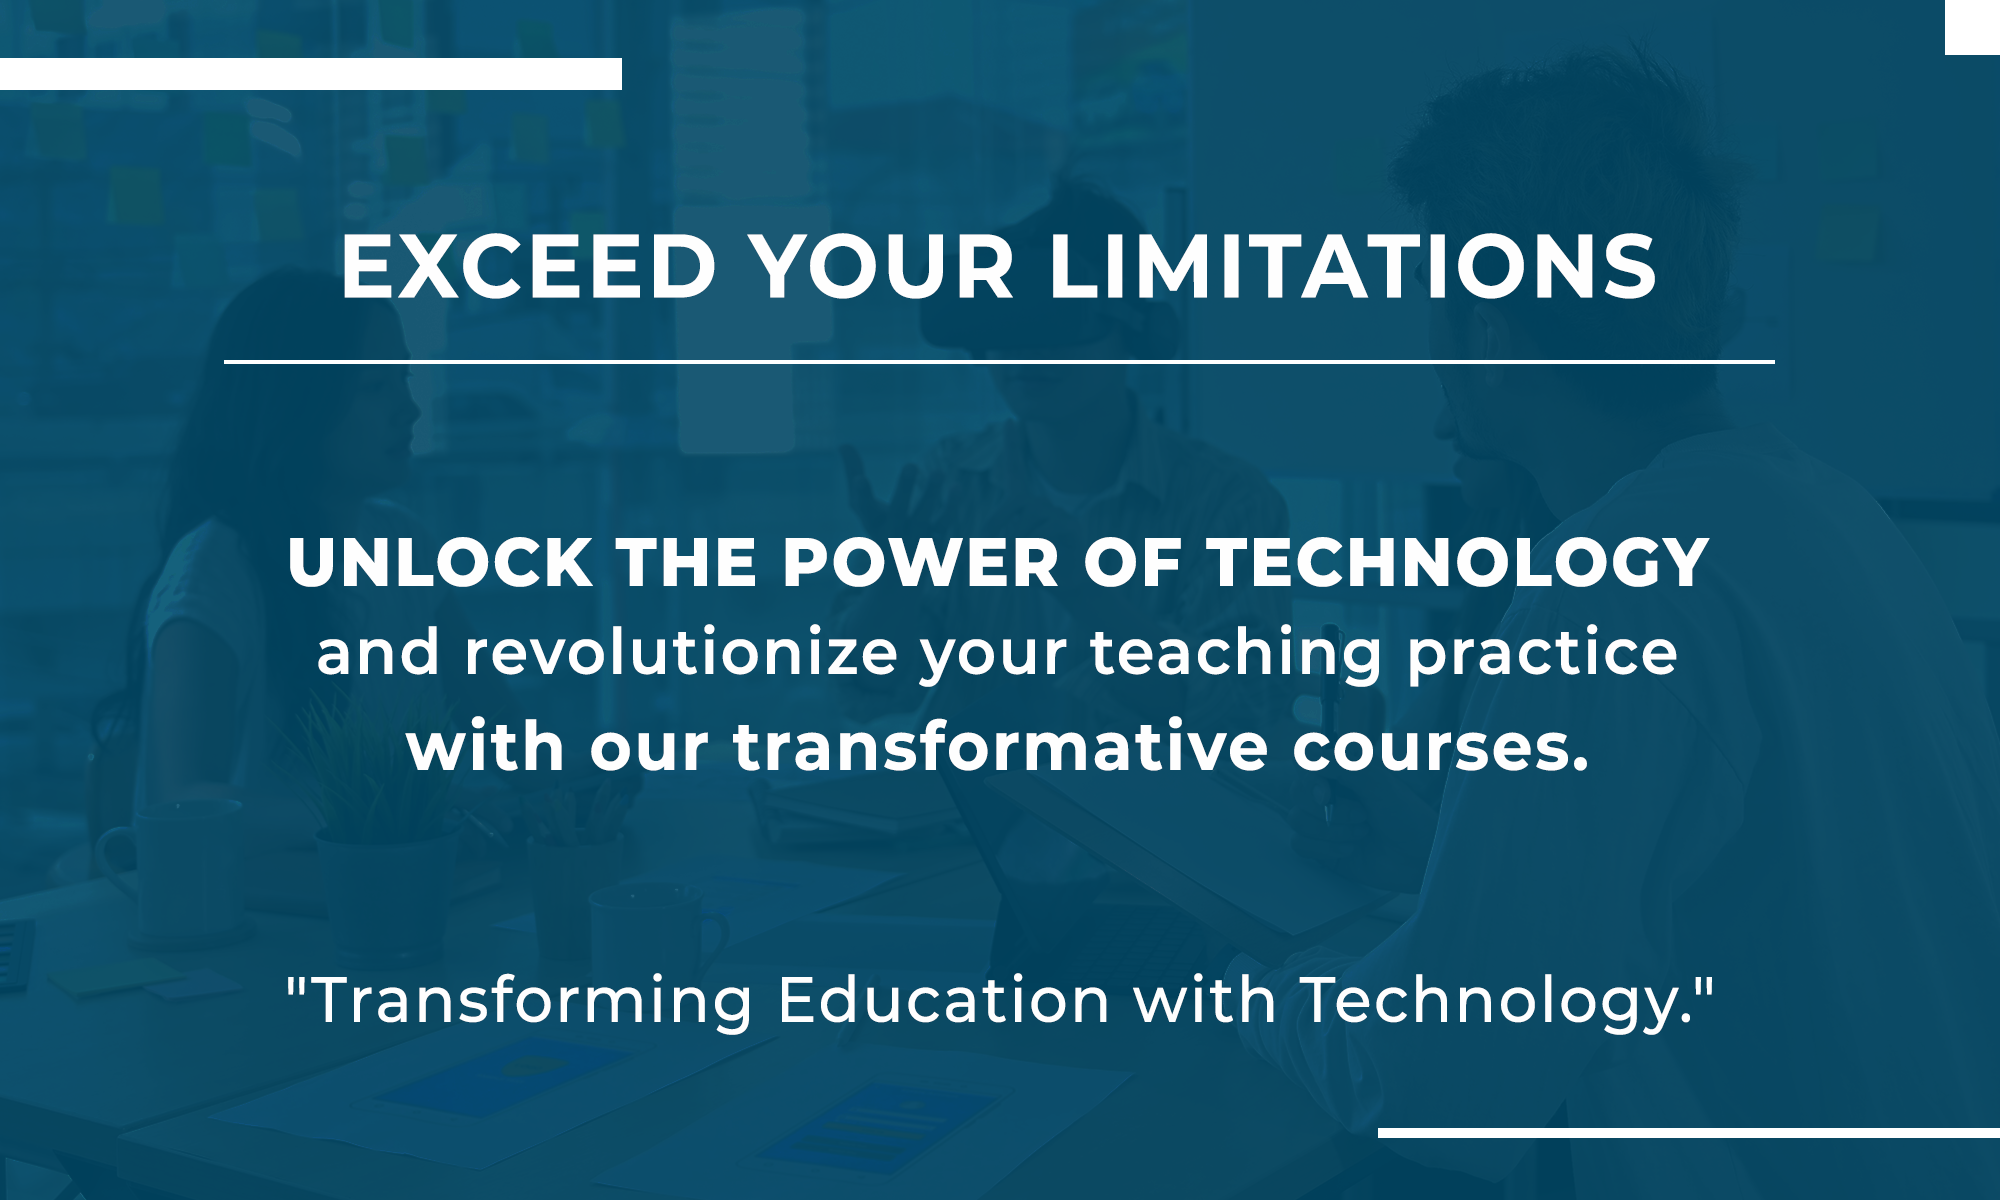 EXCEED YOUR LIMITATIONS
UNLOCK THE POWER OF TECHNOLOGY
and revolutionize your teaching practice
with our transformative courses.
"Transforming Education with Technology."